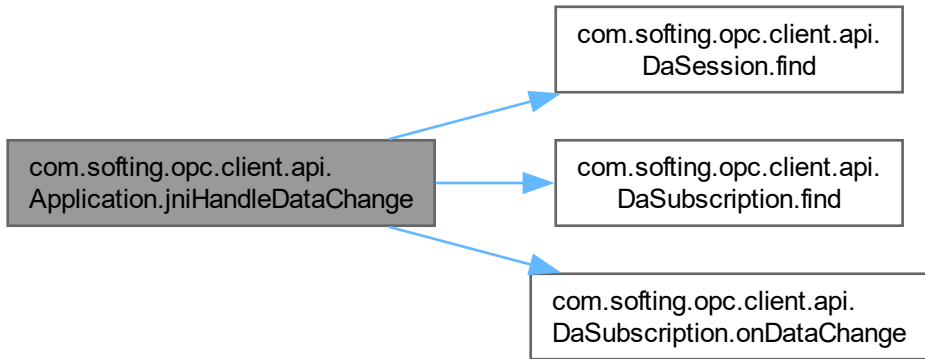 com.softing.opc.client.api.
DaSession.find
com.softing.opc.client.api.
Application.jniHandleDataChange
com.softing.opc.client.api.
DaSubscription.find
com.softing.opc.client.api.
DaSubscription.onDataChange